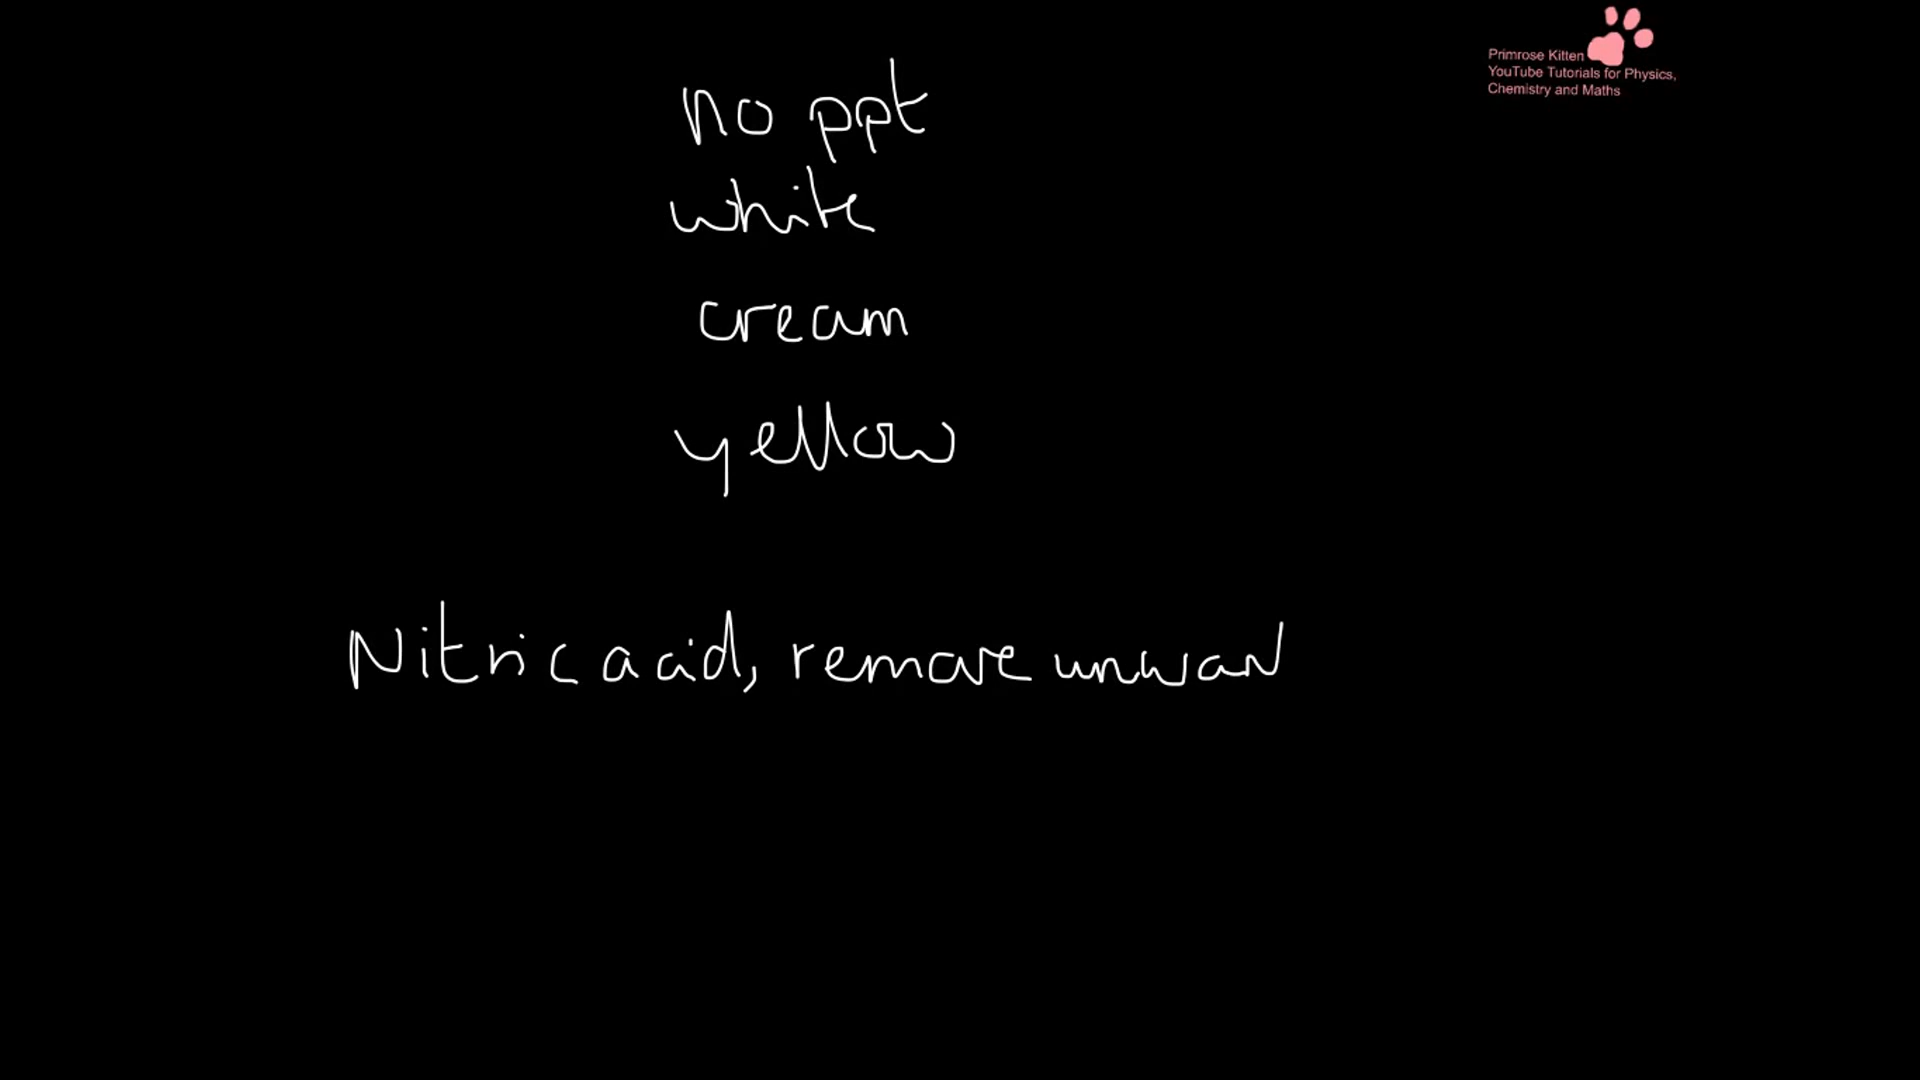 Primrose Kitten
YouTube Tutorials for Physics,
Chemistry and Maths
no ppt
white
cream
yellow
Nitric acid, remove unwan